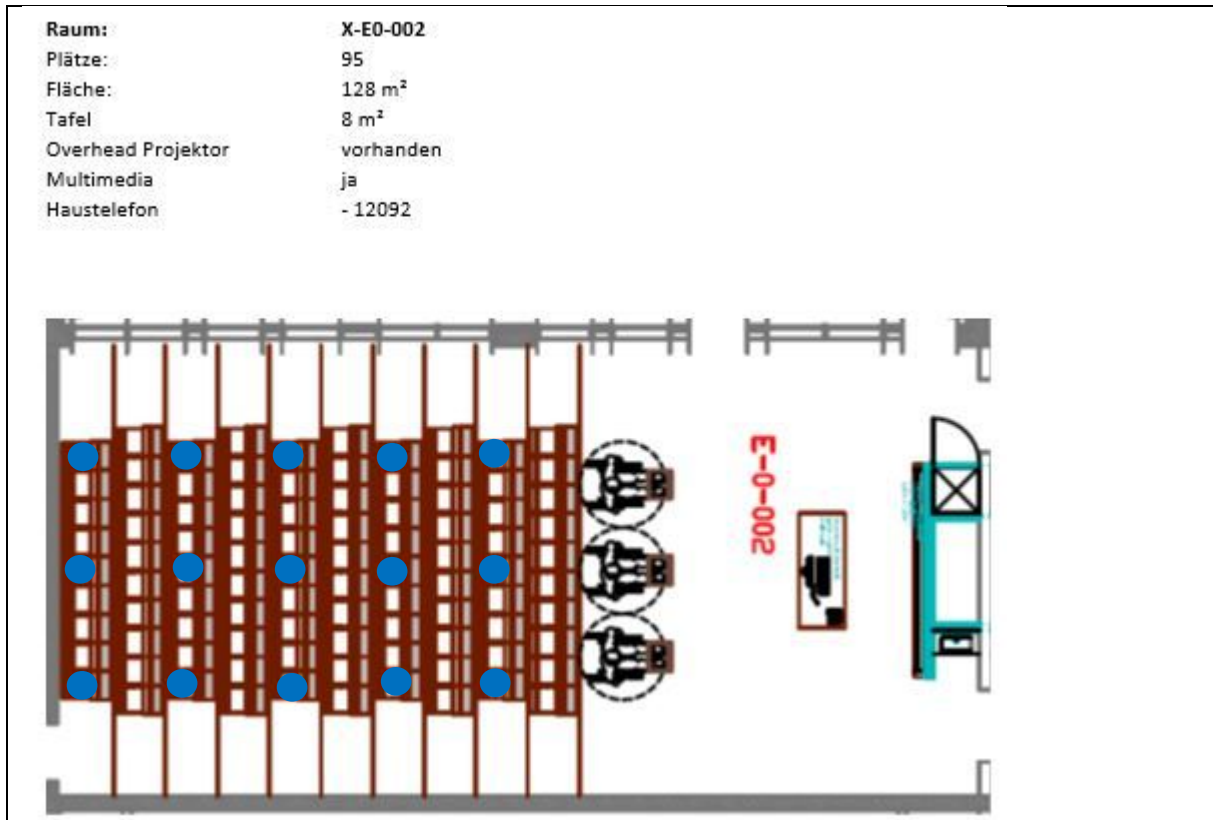 Raum: X-E0-002
Plätze: 95
Fläche: 128 m²
Tafel 8 m²
Overhead Projektor vorhanden
Multimedia ja
Haustelefon - 12092
E-0-002